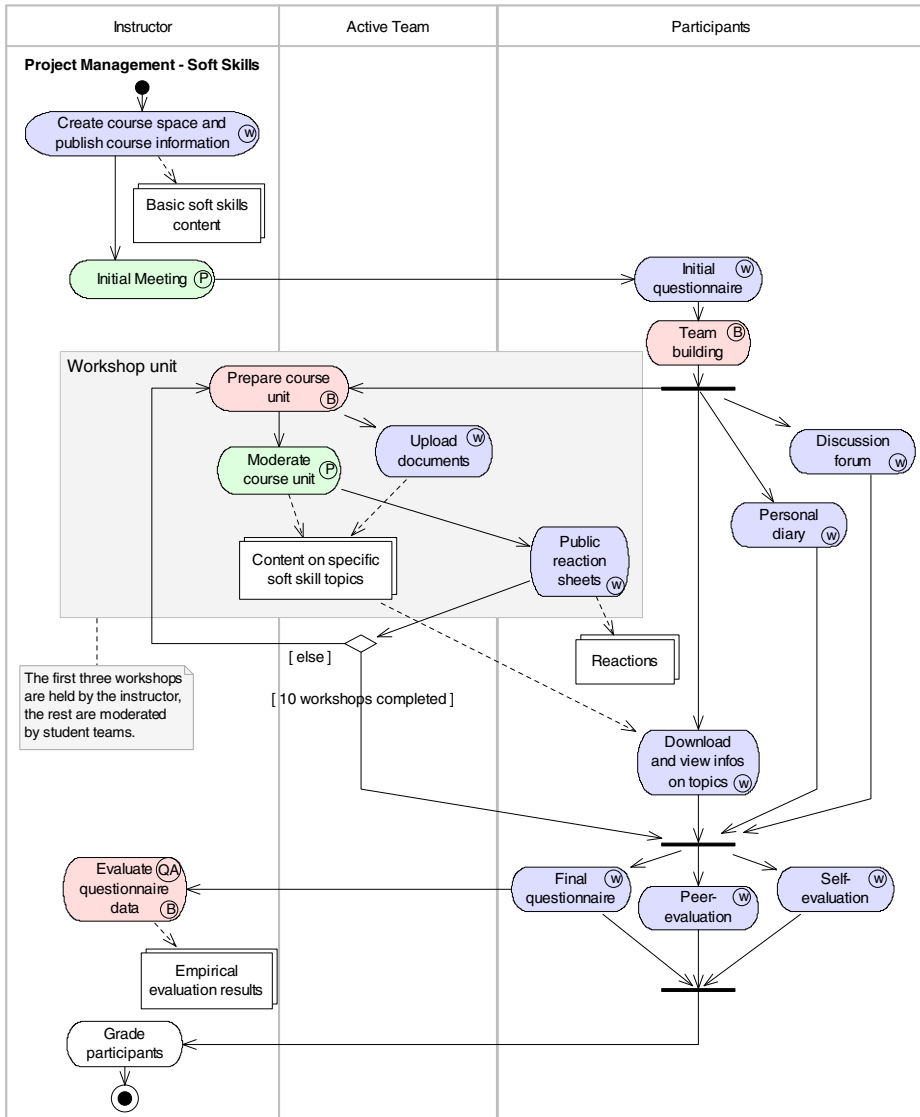 Instructor
Active Team
Participants
Project Management - Soft Skills
Create course space and
publish course information
W
Basic soft skills
content
Initial Meeting
P
Initial
questionnaire
W
Team
building
B
Workshop unit
Prepare course
unit
B
Upload
documents
W
Moderate
course unit
P
Discussion
forum
W
Personal
diary
W
Content on specific
soft skill topics
Public
reaction
sheets
W
Reactions
[ else ]
[ 10 workshops completed ]
The first three workshops
are held by the instructor,
the rest are moderated
by student teams.
Download
and view infos
on topics
W
Evaluate
questionnaire
data
QA
B
Final
questionnaire
W
Peer-
evaluation
W
Self-
evaluation
W
Empirical
evaluation results
Grade
participants